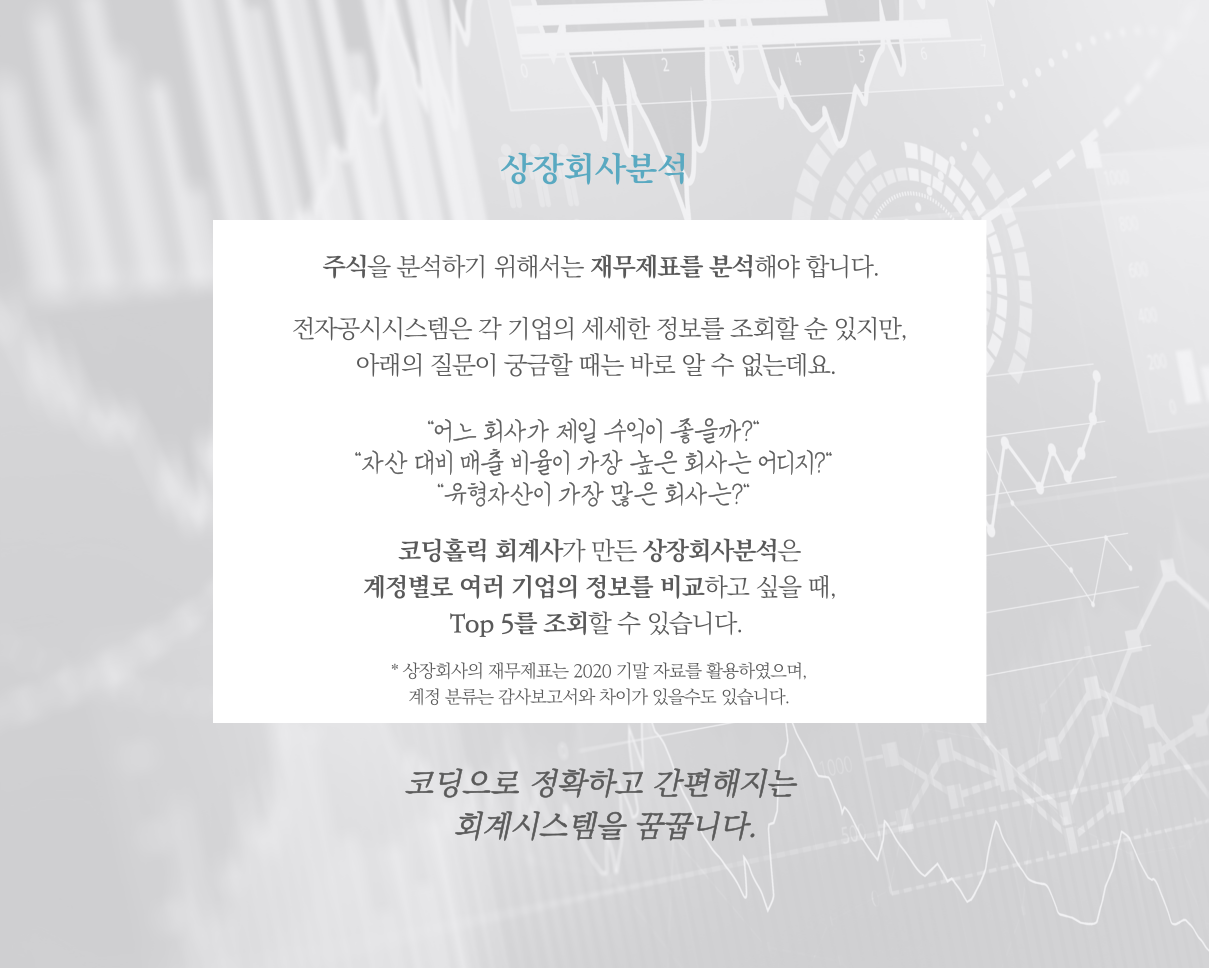 상장회사분석
주식을 분석하기 위해서는 재무제표를 분석해야 합니다.
전자공시시스템은 각 기업의 세세한 정보를 조회할 순 있지만,
아래의 질문이 궁금할 때는 바로 알 수 없는데요.
“어느 회사가 제일 수익이 좋을까?“
“자산 대비 매출 비율이 가장 높은 회사는 어디지?“
“유형자산이 가장 많은 회사는?“
코딩홀릭 회계사가 만든 상장회사분석은
계정별로 여러 기업의 정보를 비교하고 싶을 때,
Top 5를 조회할 수 있습니다.
* 상장회사의 재무제표는 2020 기말 자료를 활용하였으며,
계정 분류는 감사보고서와 차이가 있을수도 있습니다.
코딩으로 정확하고 간편해지는
회계시스템을 꿈꿉니다.